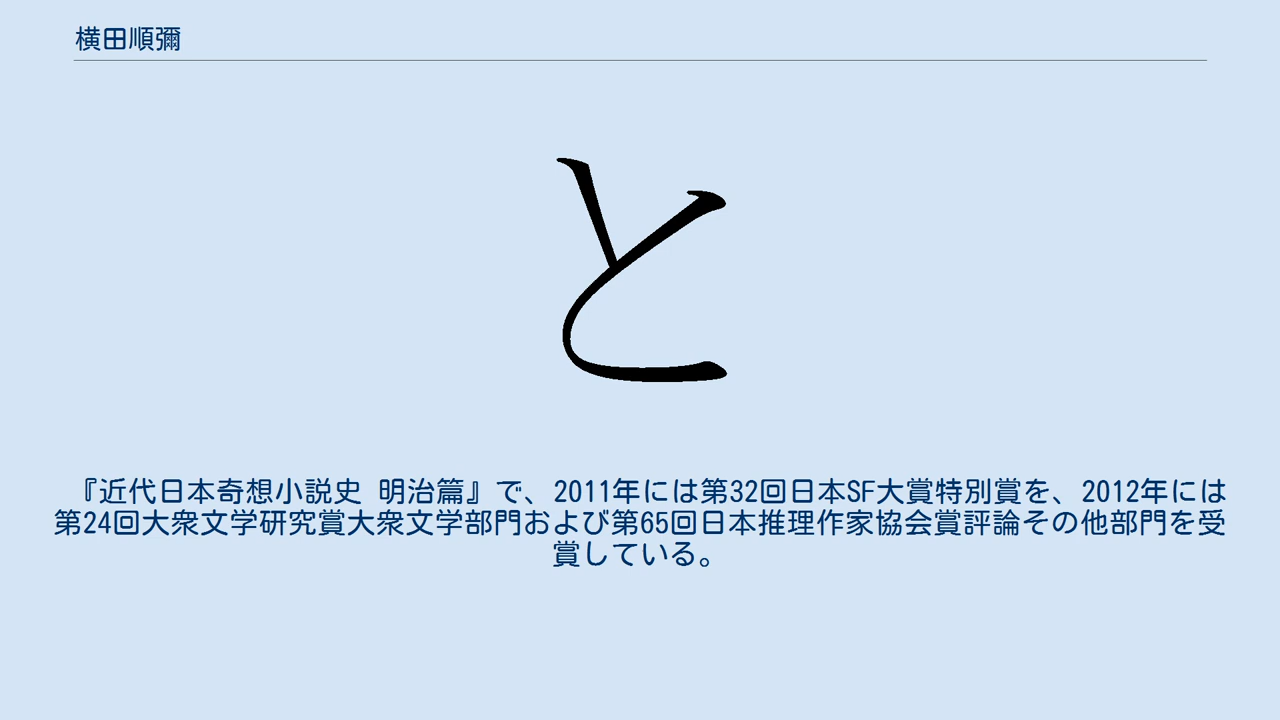 横田順彌
と
『近代日本奇想小説史 明治篇』で、2011年には第32回日本SF大賞特別賞を、2012年には
第24回大衆文学研究賞大衆文学部門および第65回日本推理作家協会賞評論その他部門を受
賞している。